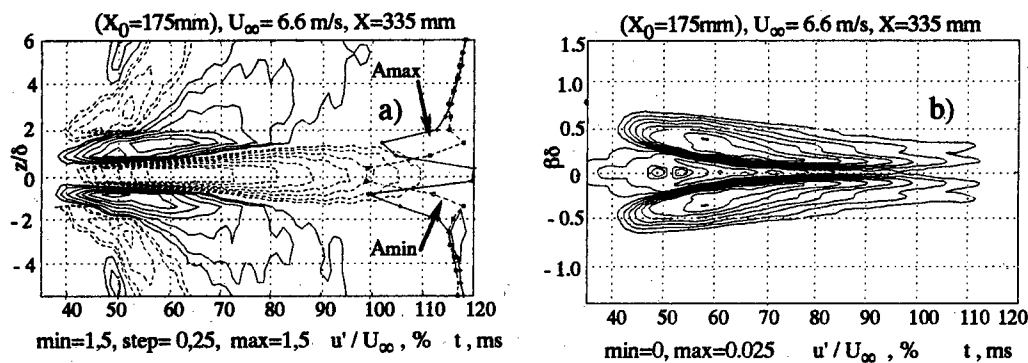 (X₀=175mm), U∞= 6.6 m/s, X=335 mm
6
4
2
0
- 2
- 4
z/δ
Amax
a)
Amin
40 50 60 70 80 90 100 110 120
min=1,5, step= 0,25, max=1,5 u' / U∞ , % t , ms
(X₀=175mm), U∞= 6.6 m/s, X=335 mm
1.5
1.0
0.5
0
- 0.5
- 1.0
βδ
b)
40 50 60 70 80 90 100 110 120
min=0, max=0.025 u' / U∞ , % t, ms